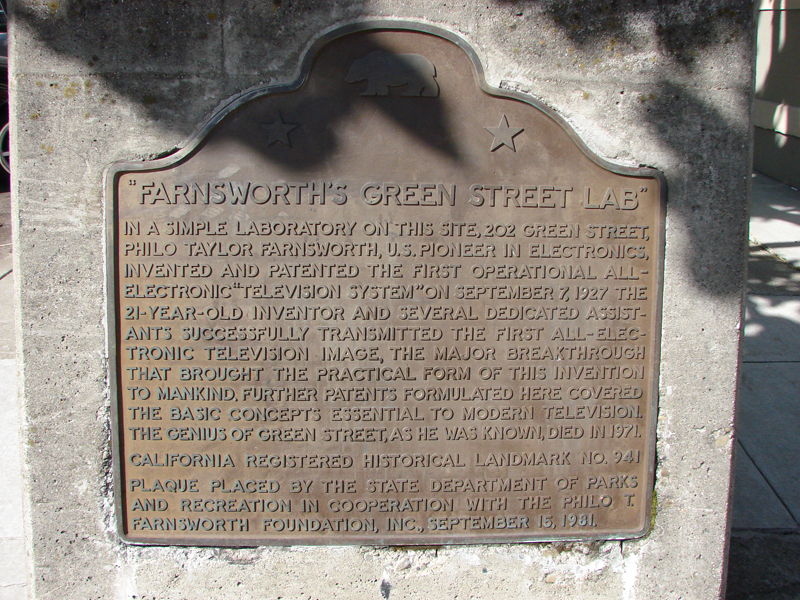 "FARNSWORTH'S GREEN STREET LAB"
IN A SIMPLE LABORATORY ON THIS SITE, 202 GREEN STREET,
PHILO TAYLOR FARNSWORTH, U.S. PIONEER IN ELECTRONICS,
INVENTED AND PATENTED THE FIRST OPERATIONAL ALL-
ELECTRONIC "TELEVISION SYSTEM" ON SEPTEMBER 7, 1927 THE
21-YEAR-OLD INVENTOR AND SEVERAL DEDICATED ASSIST-
ANTS SUCCESSFULLY TRANSMITTED THE FIRST ALL-ELEC-
TRONIC TELEVISION IMAGE, THE MAJOR BREAKTHROUGH
THAT BROUGHT THE PRACTICAL FORM OF THIS INVENTION
TO MANKIND. FURTHER PATENTS FORMULATED HERE COVERED
THE BASIC CONCEPTS ESSENTIAL TO MODERN TELEVISION.
THE GENIUS OF GREEN STREET, AS HE WAS KNOWN, DIED IN 1971.
CALIFORNIA REGISTERED HISTORICAL LANDMARK NO. 941
PLAQUE PLACED BY THE STATE DEPARTMENT OF PARKS
AND RECREATION IN COOPERATION WITH THE PHILO T.
FARNSWORTH FOUNDATION, INC., SEPTEMBER 15, 1981.